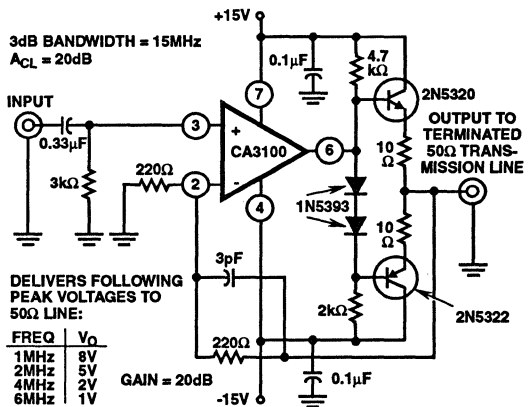 +15V
3dB BANDWIDTH = 15MHz
ACL = 20dB
0.1µF
4.7
kΩ
2N5320
INPUT
7
OUTPUT TO
TERMINATED
50Ω TRANS-
MISSION LINE
0.33µF
3
+
CA3100
6
10
Ω
3kΩ
220Ω
2
-
4
1N5393
10
Ω
3pF
DELIVERS FOLLOWING
PEAK VOLTAGES TO
50Ω LINE:
2kΩ
2N5322
FREQ VO
1MHz 8V
2MHz 5V
4MHz 2V
6MHz 1V
220Ω
GAIN = 20dB
0.1µF
-15V